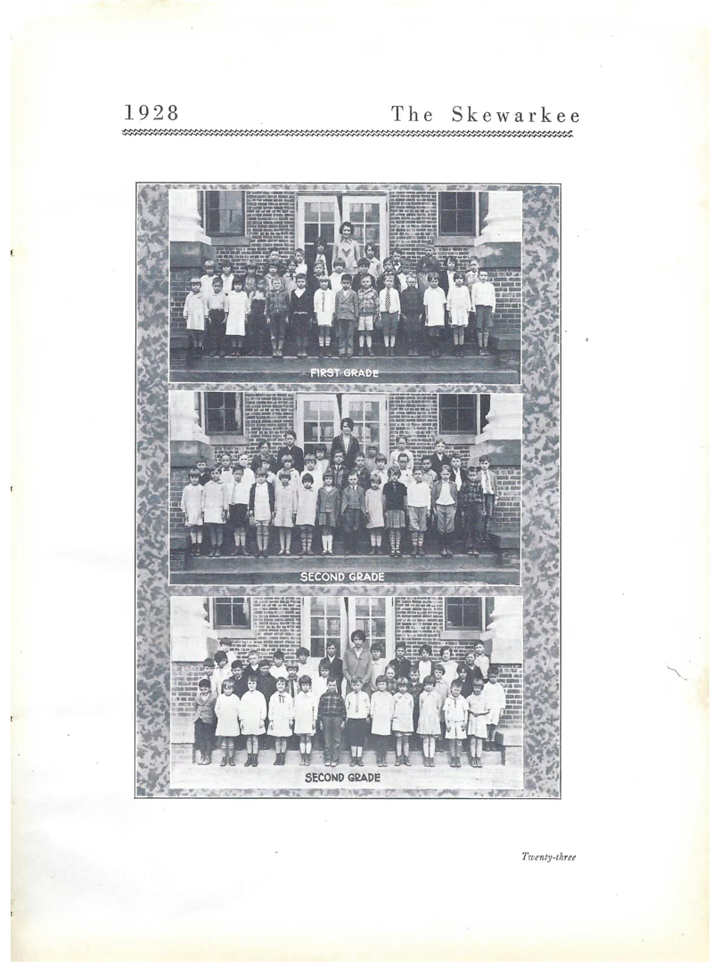 1928 The Skewarkee
FIRST GRADE
SECOND GRADE
SECOND GRADE
Twenty-three